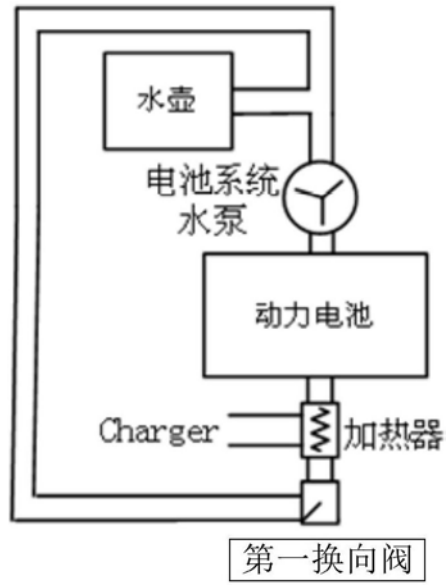 水壶
电池系统
水泵
动力电池
Charger
加热器
第一换向阀